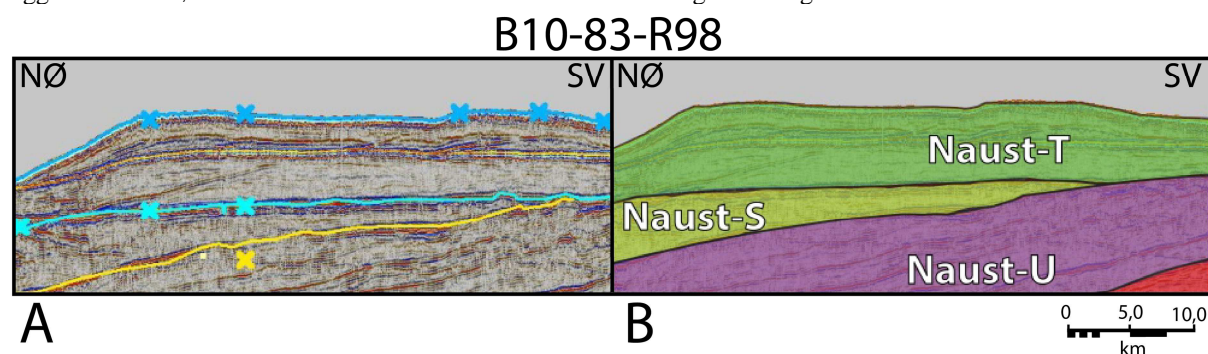 B10-83-R98
NØ SV NØ SV
Naust-T
Naust-S
Naust-U
A B
0 5,0 10,0
km